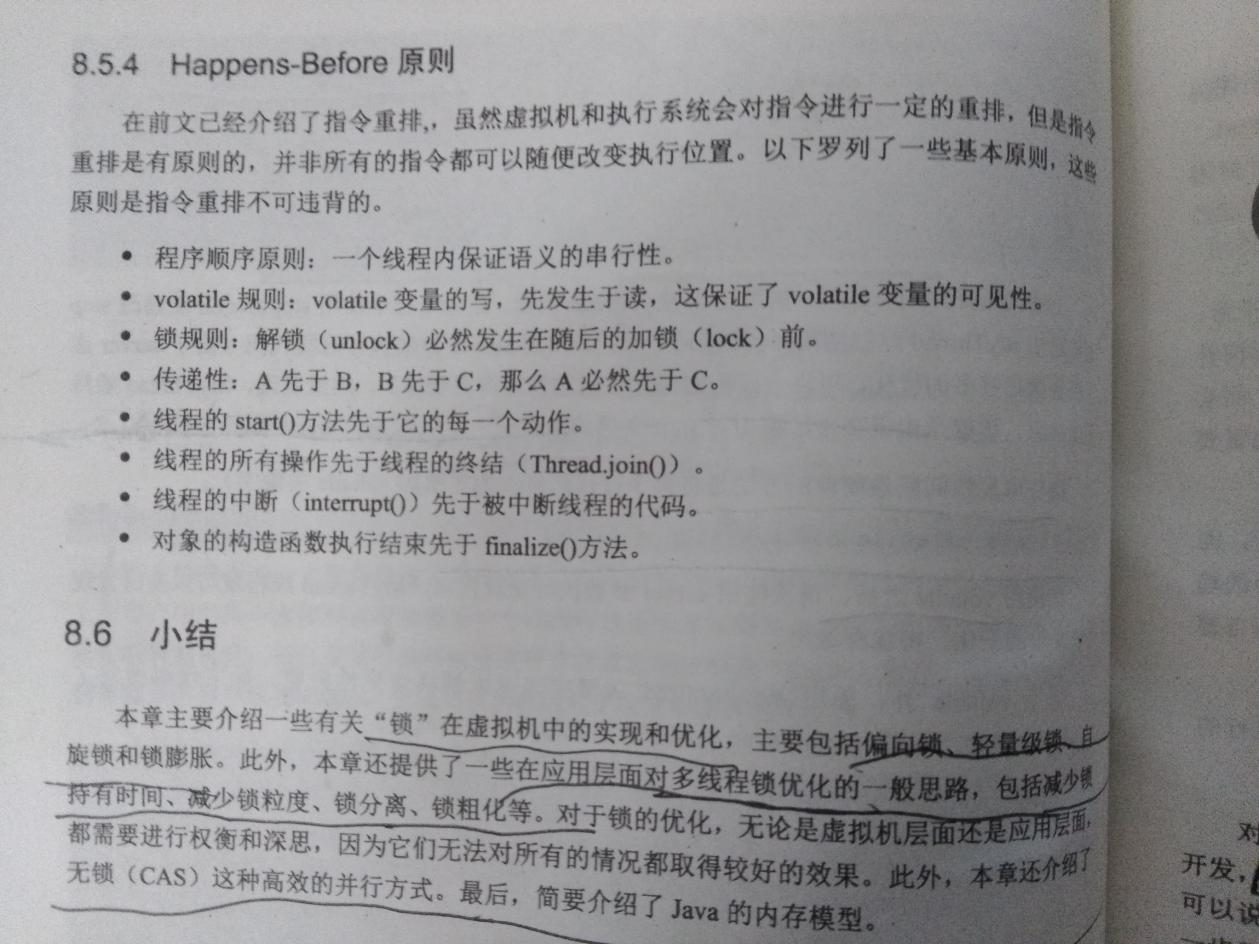 8.5.4 Happens-Before 原则
在前文已经介绍了指令重排,，虽然虚拟机和执行系统会对指令进行一定的重排，但是指令
重排是有原则的，并非所有的指令都可以随便改变执行位置。以下罗列了一些基本原则，这些
原则是指令重排不可违背的。
• 程序顺序原则：一个线程内保证语义的串行性。
• volatile 规则：volatile 变量的写，先发生于读，这保证了 volatile 变量的可见性。
• 锁规则：解锁（unlock）必然发生在随后的加锁（lock）前。
• 传递性：A 先于 B，B 先于 C，那么 A 必然先于 C。
• 线程的 start()方法先于它的每一个动作。
• 线程的所有操作先于线程的终结（Thread.join()）。
• 线程的中断（interrupt()）先于被中断线程的代码。
• 对象的构造函数执行结束先于 finalize()方法。
8.6 小结
本章主要介绍一些有关“锁”在虚拟机中的实现和优化，主要包括偏向锁、轻量级锁、自
旋锁和锁膨胀。此外，本章还提供了一些在应用层面对多线程锁优化的一般思路，包括减少锁
持有时间、减少锁粒度、锁分离、锁粗化等。对于锁的优化，无论是虚拟机层面还是应用层面，
都需要进行权衡和深思，因为它们无法对所有的情况都取得较好的效果。此外，本章还介绍了
无锁（CAS）这种高效的并行方式。最后，简要介绍了 Java 的内存模型。
对
开发，
可以说